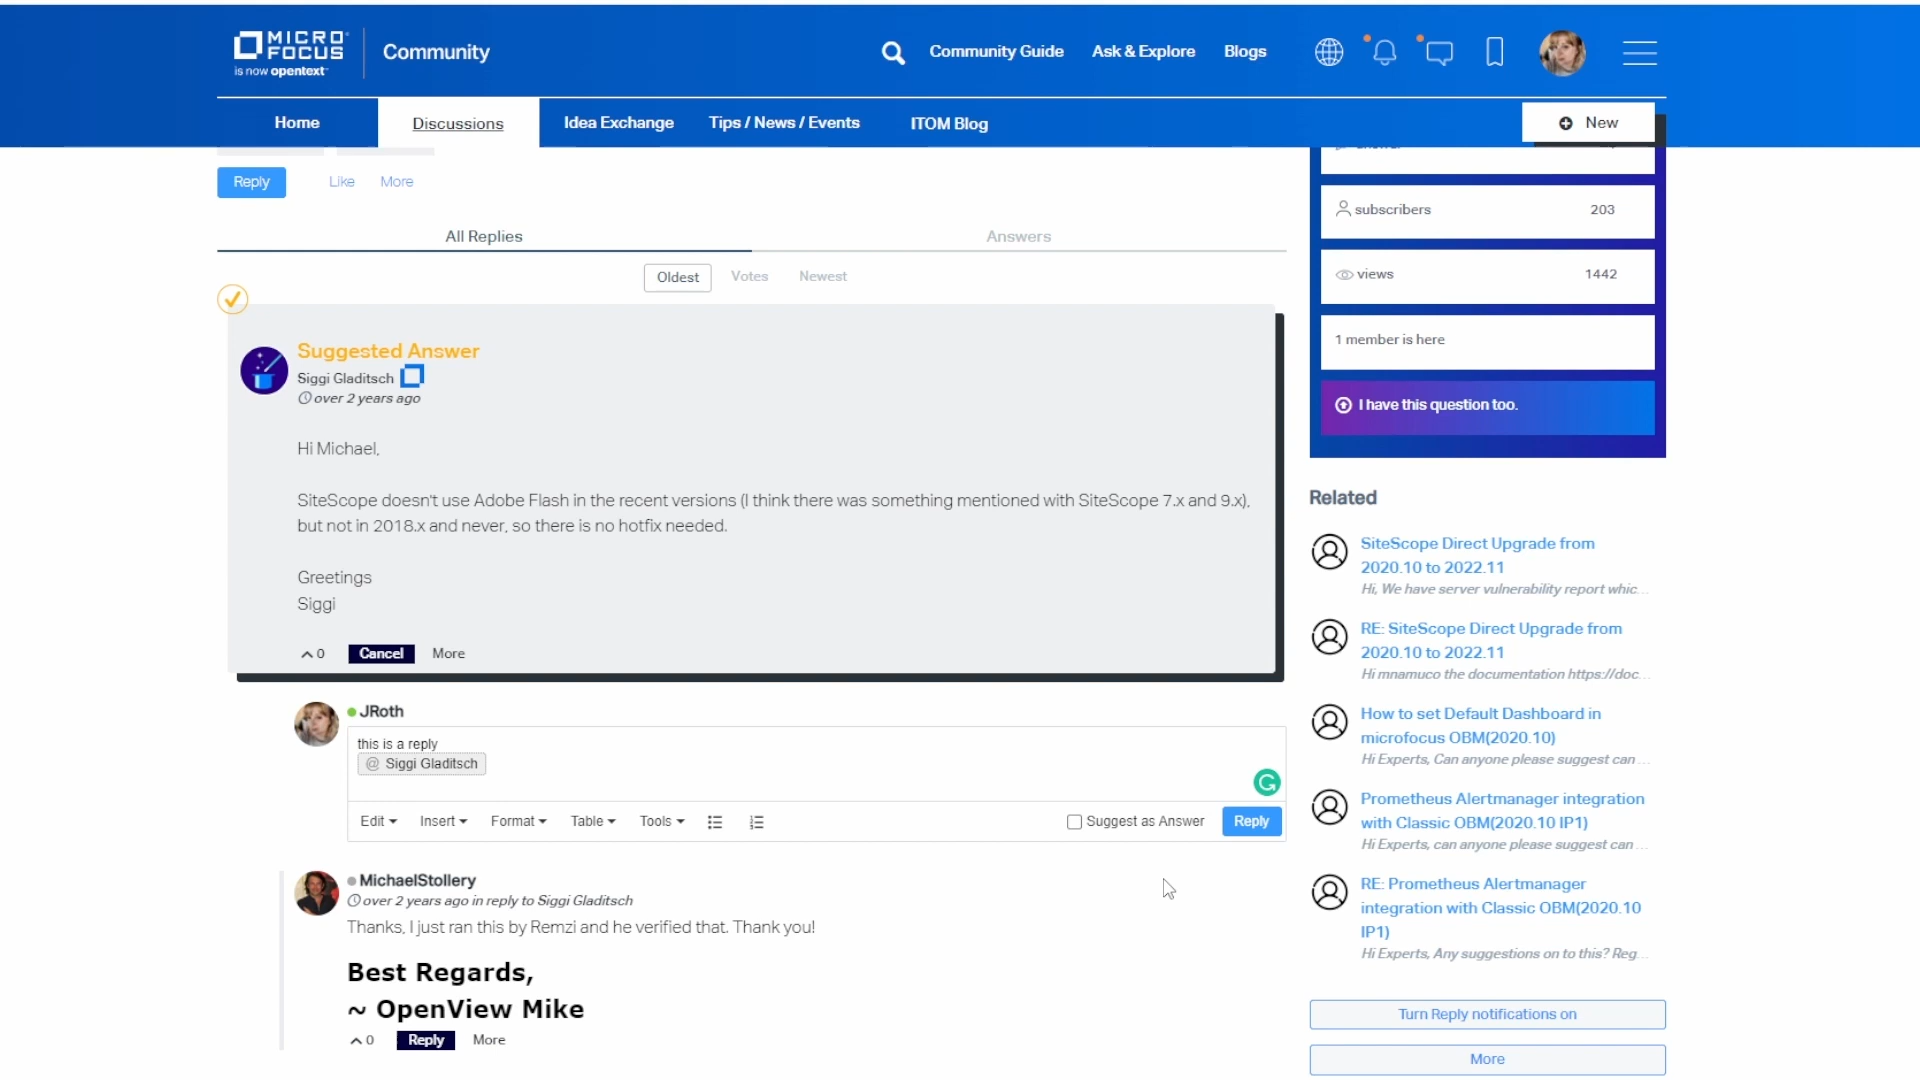 MICRO
FOCUS
is now opentext
Community
Community Guide
Ask & Explore
Blogs
Home
Discussions
Idea Exchange
Tips / News / Events
ITOM Blog
New
Reply
Like
More
All Replies
Answers
Oldest
Votes
Newest
Suggested Answer
Siggi Gladitsch
over 2 years ago
Hi Michael,
SiteScope doesn't use Adobe Flash in the recent versions (I think there was something mentioned with SiteScope 7.x and 9.x),
but not in 2018.x and never, so there is no hotfix needed.
Greetings
Siggi
0
Cancel
More
JRoth
this is a reply
@ Siggi Gladitsch
Edit
Insert
Format
Table
Tools
Suggest as Answer
Reply
MichaelStollery
over 2 years ago in reply to Siggi Gladitsch
Thanks, I just ran this by Remzi and he verified that. Thank you!
Best Regards,
~ OpenView Mike
0
Reply
More
subscribers 203
views 1442
1 member is here
I have this question too.
Related
SiteScope Direct Upgrade from
2020.10 to 2022.11
Hi, We have server vulnerability report whic...
RE: SiteScope Direct Upgrade from
2020.10 to 2022.11
Hi mnamuco the documentation https://doc...
How to set Default Dashboard in
microfocus OBM(2020.10)
Hi Experts, Can anyone please suggest can ...
Prometheus Alertmanager integration
with Classic OBM(2020.10 IP1)
Hi Experts, can anyone please suggest can ...
RE: Prometheus Alertmanager
integration with Classic OBM(2020.10
IP1)
Hi Experts, Any suggestions on to this? Reg...
Turn Reply notifications on
More